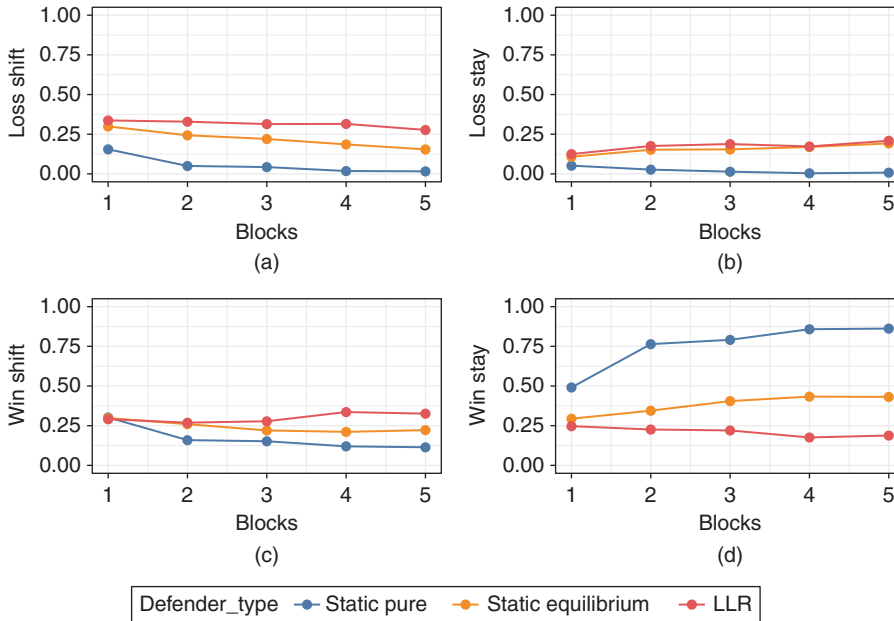 1.00
0.75
0.50
0.25
0.00
Loss shift
1 2 3 4 5
Blocks
(a)
1.00
0.75
0.50
0.25
0.00
Loss stay
1 2 3 4 5
Blocks
(b)
1.00
0.75
0.50
0.25
0.00
Win shift
1 2 3 4 5
Blocks
(c)
1.00
0.75
0.50
0.25
0.00
Win stay
1 2 3 4 5
Blocks
(d)
Defender_type Static pure Static equilibrium LLR